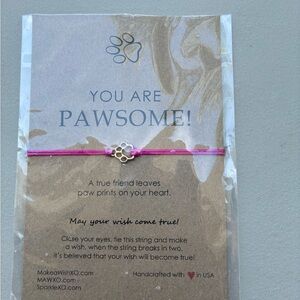 YOU ARE
PAWSOME!
A true friend leaves
paw prints on your heart.
May your wish come true!
Close your eyes, tie this string and make
a wish, when the string breaks in two,
it's believed that your wish will become true!
MakeaWishXO.com
MAWXO.com
SparkleXO.com
Handcrafted with ❤ in USA